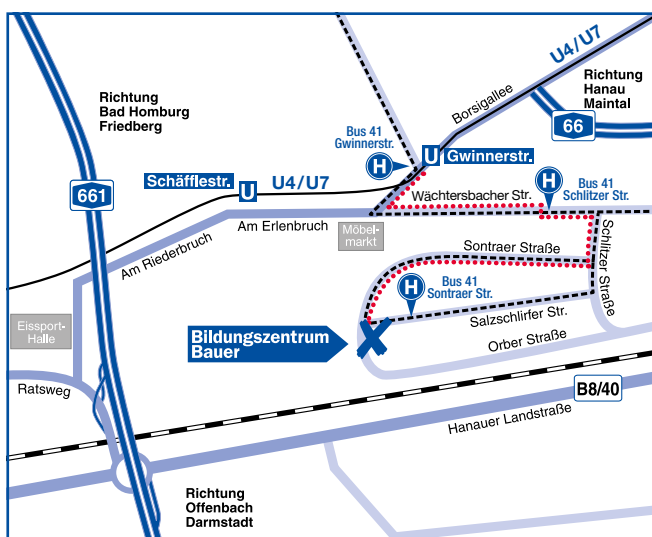 U4/U7
Richtung
Bad Homburg
Friedberg
Richtung
Hanau
Maintal
Borsigallee
66
Bus 41
Gwinnerstr.
H
U
Gwinnerstr.
Schäfflestr.
U
U4/U7
661
Wächtersbacher Str.
H
Bus 41
Schlitzer Str.
Am Erlenbruch
Möbel-
markt
Am Riederbruch
Sontraer Straße
Schlitzer Straße
H
Bus 41
Sontraer Str.
Salzschlirfer Str.
Eissport-
Halle
Bildungszentrum
Bauer
Orber Straße
Ratsweg
B8/40
Hanauer Landstraße
Richtung
Offenbach
Darmstadt